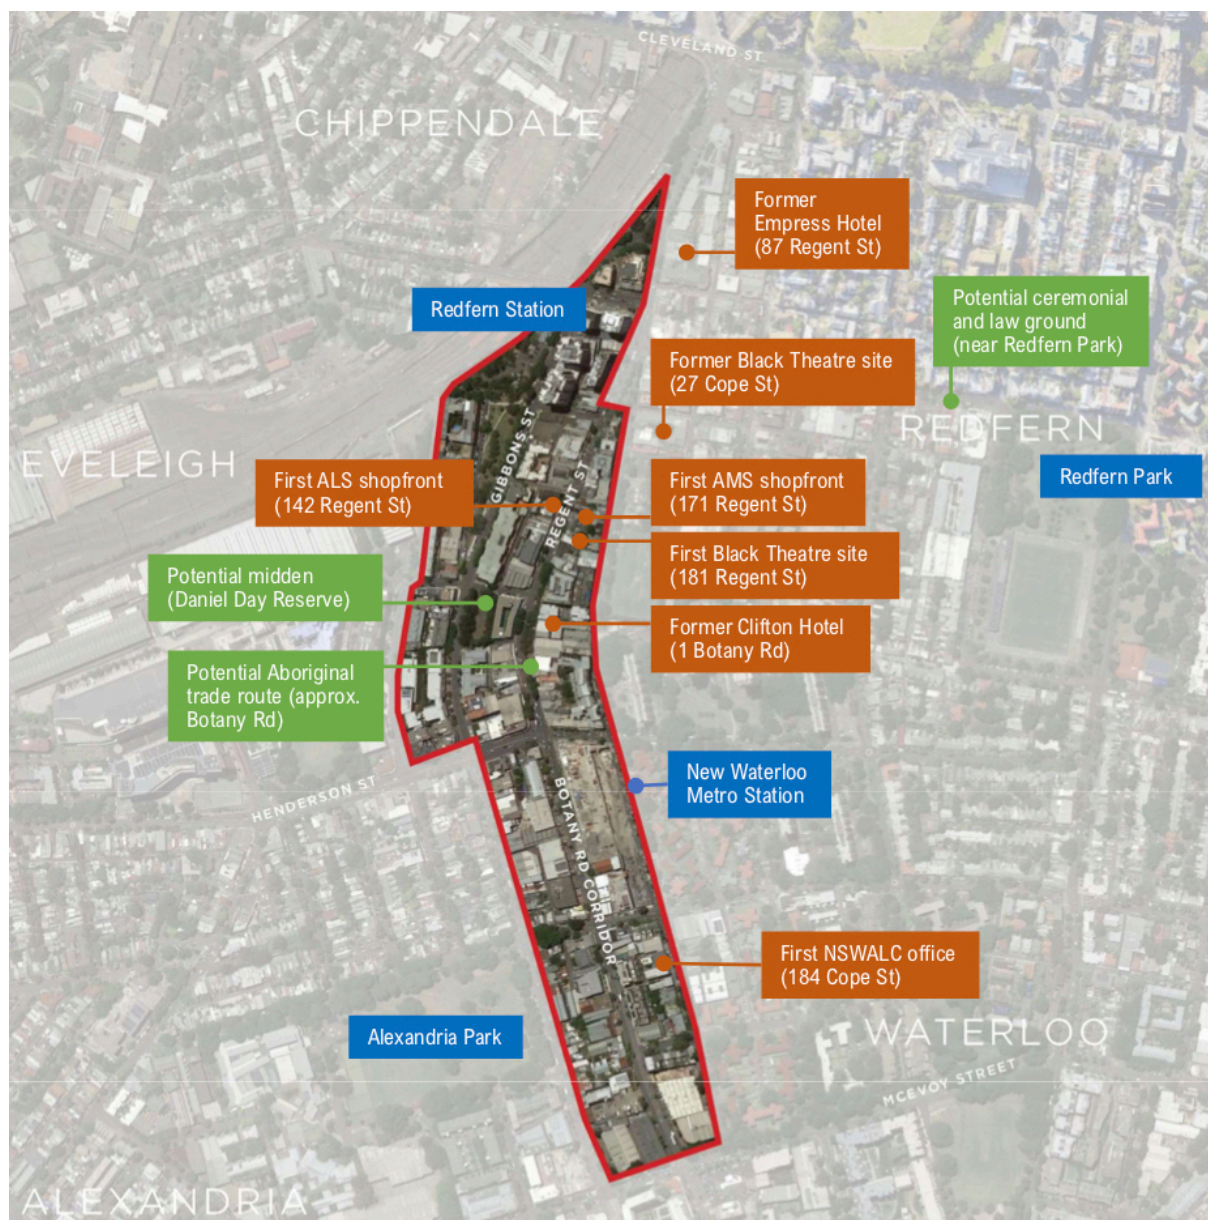 CLEVELAND ST
CHIPPENDALE
Former
Empress Hotel
(87 Regent St)
Redfern Station
Potential ceremonial
and law ground
(near Redfern Park)
Former Black Theatre site
(27 Cope St)
REDFERN
EVELEIGH
GIBBONS ST
REGENT ST
First ALS shopfront
(142 Regent St)
First AMS shopfront
(171 Regent St)
Redfern Park
First Black Theatre site
(181 Regent St)
Potential midden
(Daniel Day Reserve)
Former Clifton Hotel
(1 Botany Rd)
Potential Aboriginal
trade route (approx.
Botany Rd)
New Waterloo
Metro Station
HENDERSON ST
BOTANY RD CORRIDOR
First NSWALC office
(184 Cope St)
Alexandria Park
WATERLOO
MCEVOY STREET
ALEXANDRIA